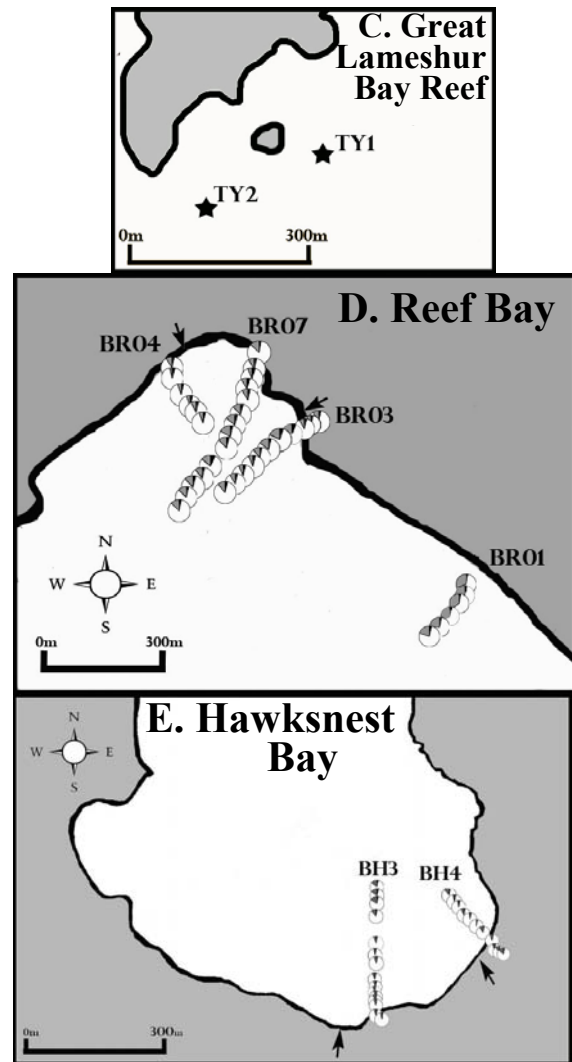 C. Great
Lameshur
Bay Reef
TY1
TY2
0m 300m
D. Reef Bay
BR07
BR04
BR03
BR01
N
W E
S
0m 300m
E. Hawksnest
Bay
N
W E
S
BH3 BH4
0m 300m